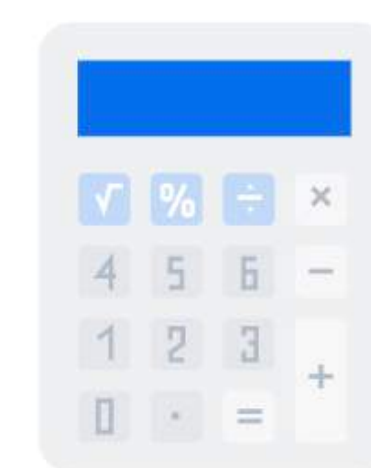 √ % ÷ ×
4 5 6 −
1 2 3 +
0 · =